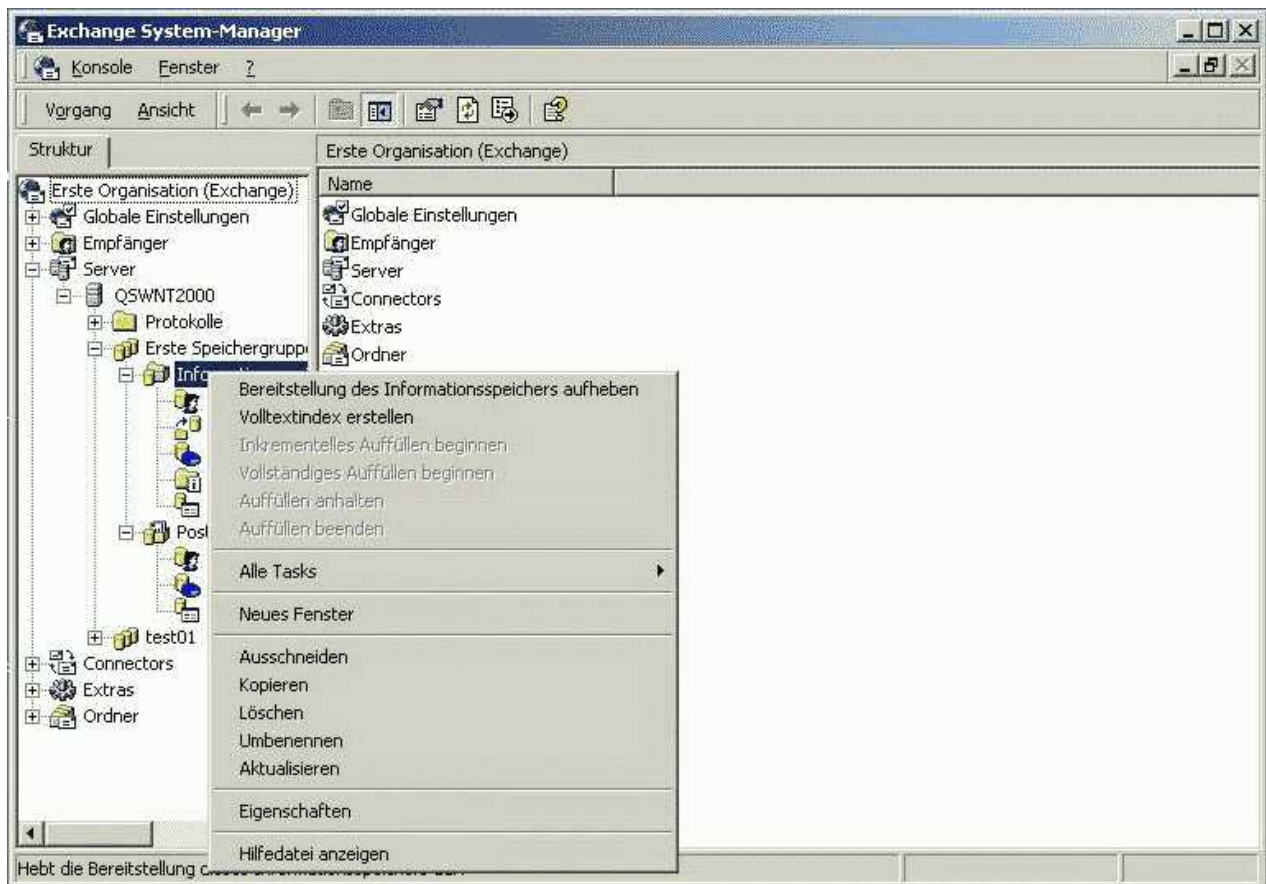 Exchange System-Manager
Konsole Fenster ?
Vorgang Ansicht
Struktur
Erste Organisation (Exchange)
Erste Organisation (Exchange)
Globale Einstellungen
Empfänger
Server
QSWNT2000
Protokolle
Erste Speichergruppe
test01
Connectors
Extras
Ordner
Name
Globale Einstellungen
Empfänger
Server
Connectors
Extras
Ordner
Bereitstellung des Informationsspeichers aufheben
Volltextindex erstellen
Inkrementelles Auffüllen beginnen
Vollständiges Auffüllen beginnen
Auffüllen anhalten
Auffüllen beenden
Alle Tasks
Neues Fenster
Ausschneiden
Kopieren
Löschen
Umbenennen
Aktualisieren
Eigenschaften
Hilfedatei anzeigen
Hebt die Bereitstellung